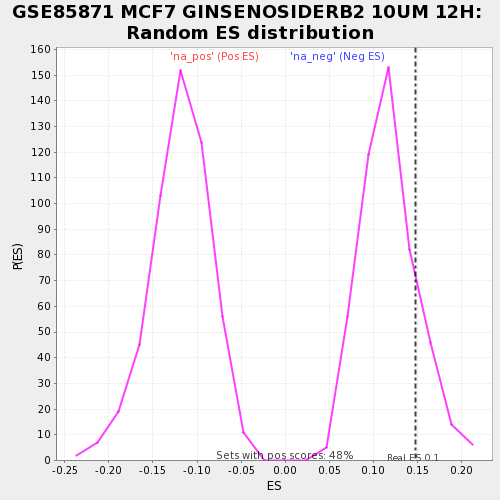 GSE85871 MCF7 GINSENOSIDERB2 10UM 12H:
Random ES distribution
'na_pos' (Pos ES) 'na_neg' (Neg ES)
160
150
140
130
120
110
100
90
80
70
60
50
40
30
20
10
0
P(ES)
Sets with pos scores: 48%
Real ES 0.1
-0.25 -0.20 -0.15 -0.10 -0.05 0.00 0.05 0.10 0.15 0.20
ES